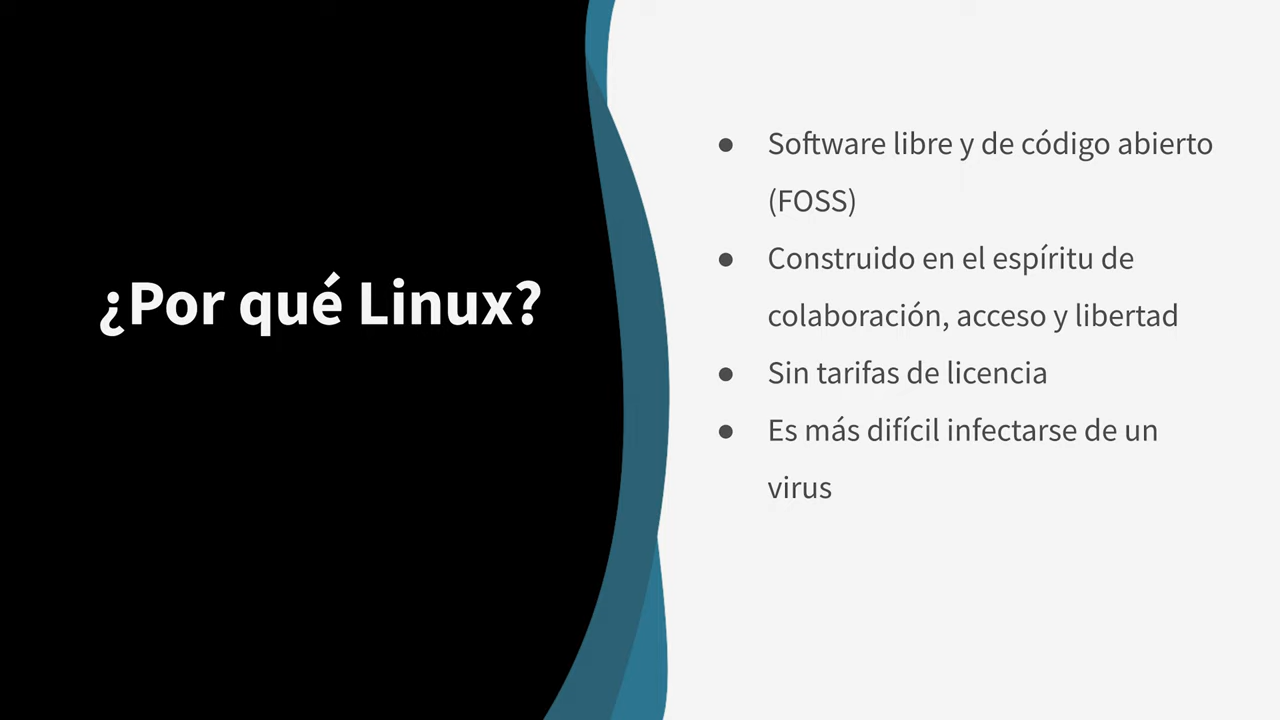 ¿Por qué Linux?
● Software libre y de código abierto
(FOSS)
● Construido en el espíritu de
colaboración, acceso y libertad
● Sin tarifas de licencia
● Es más difícil infectarse de un
virus